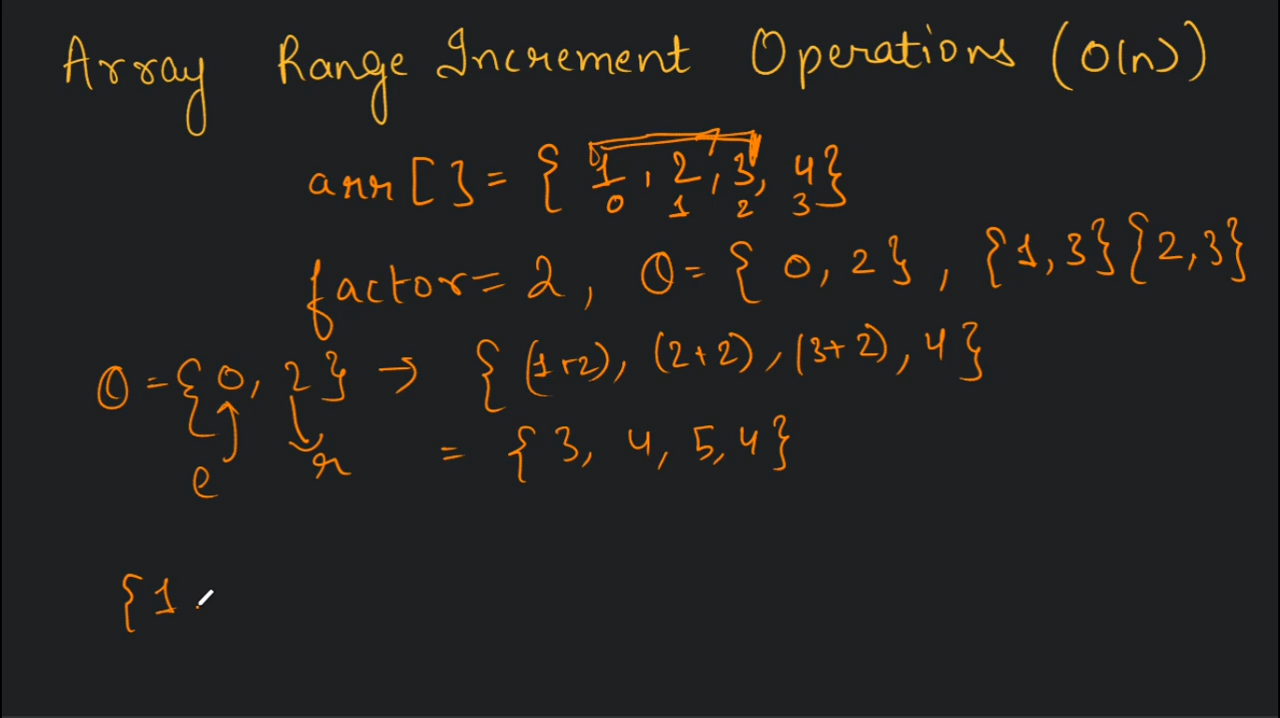 Array Range Increment Operations (O(n))
arr[] = { 1, 2, 3, 4}
0 1 2 3
factor = 2, O = { 0, 2}, {1,3} {2,3}
O = {0, 2} → { (1+2), (2+2), (3+2), 4}
e r = {3, 4, 5, 4}
{1.